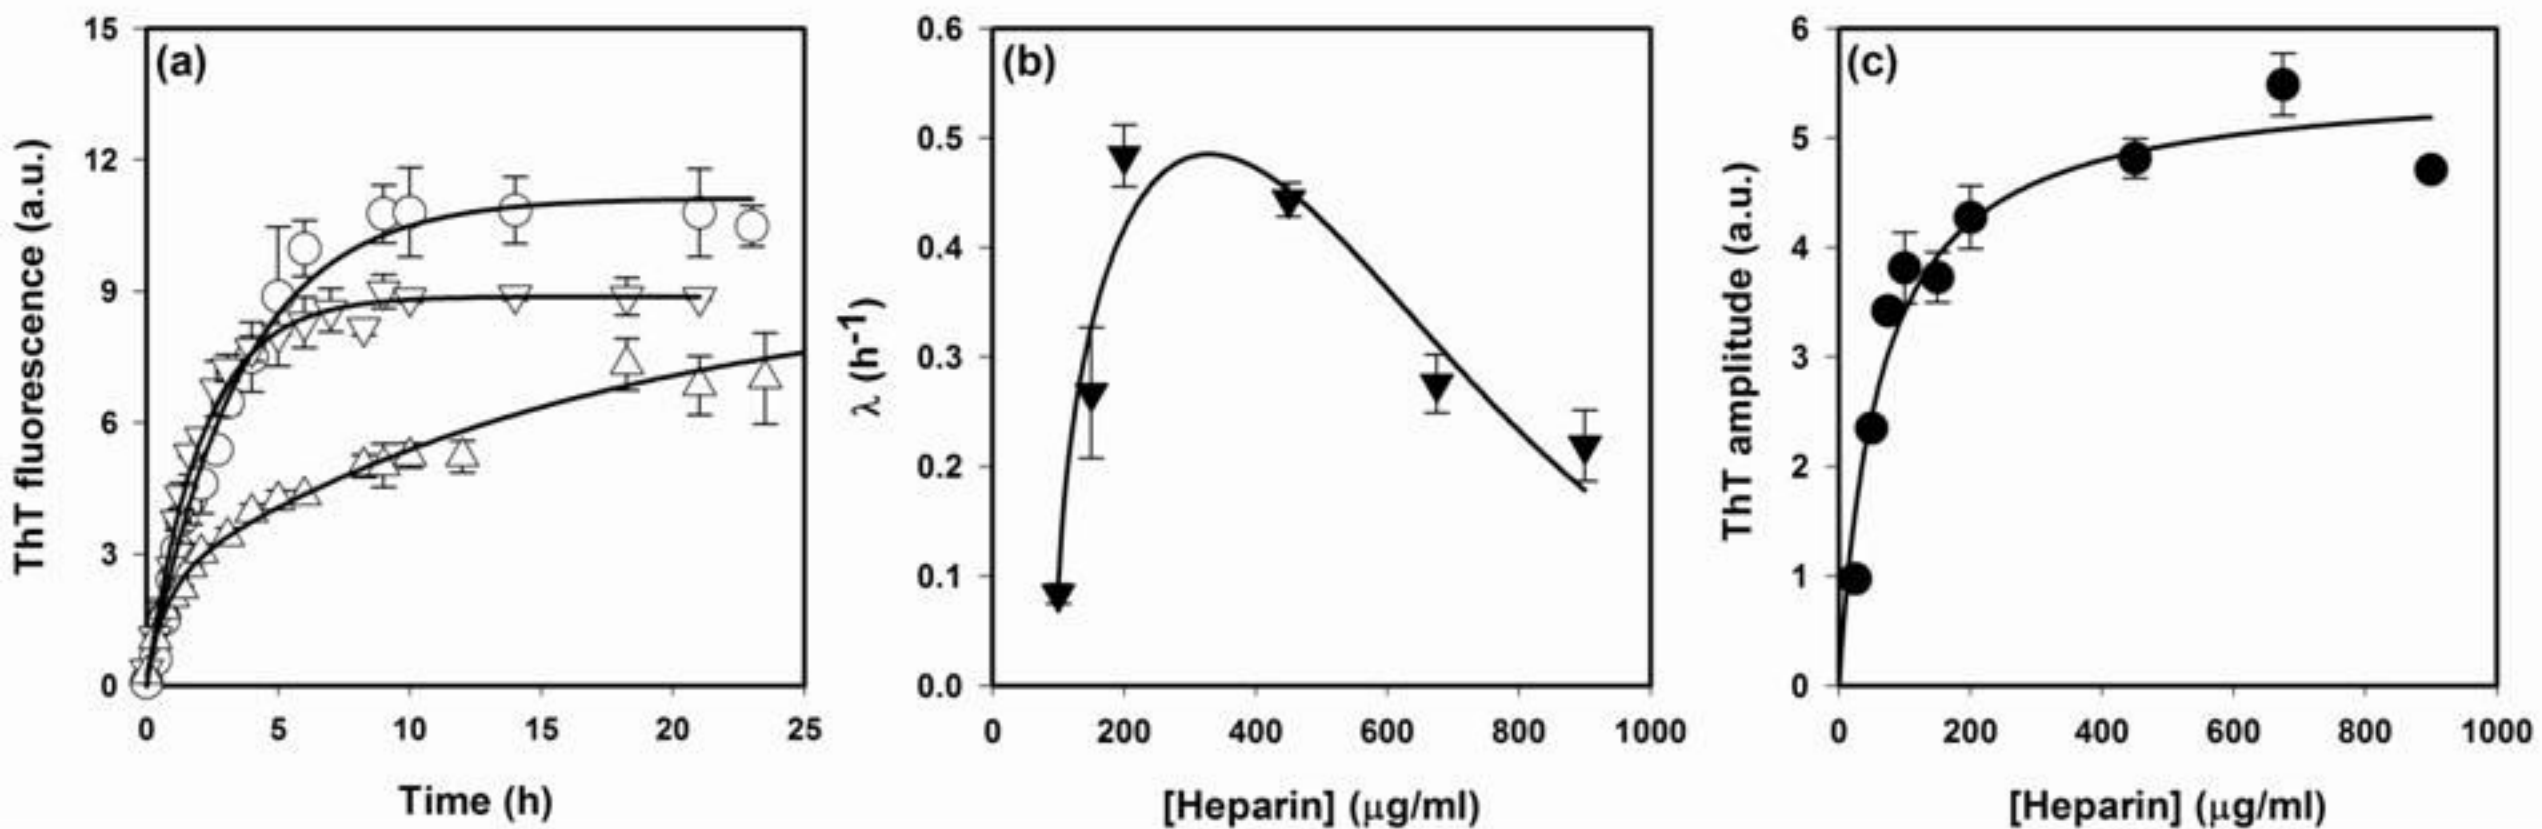 (a)
15
12
9
6
3
0
ThT fluorescence (a.u.)
0 5 10 15 21 25
Time (h)
(b)
0.6
0.5
0.4
0.3
0.2
0.1
0.0
λ (h-1)
0 200 400 600 800 1000
[Heparin] (μg/ml)
(c)
6
5
4
3
2
1
0
ThT amplitude (a.u.)
0 200 400 600 800 1000
[Heparin] (μg/ml)